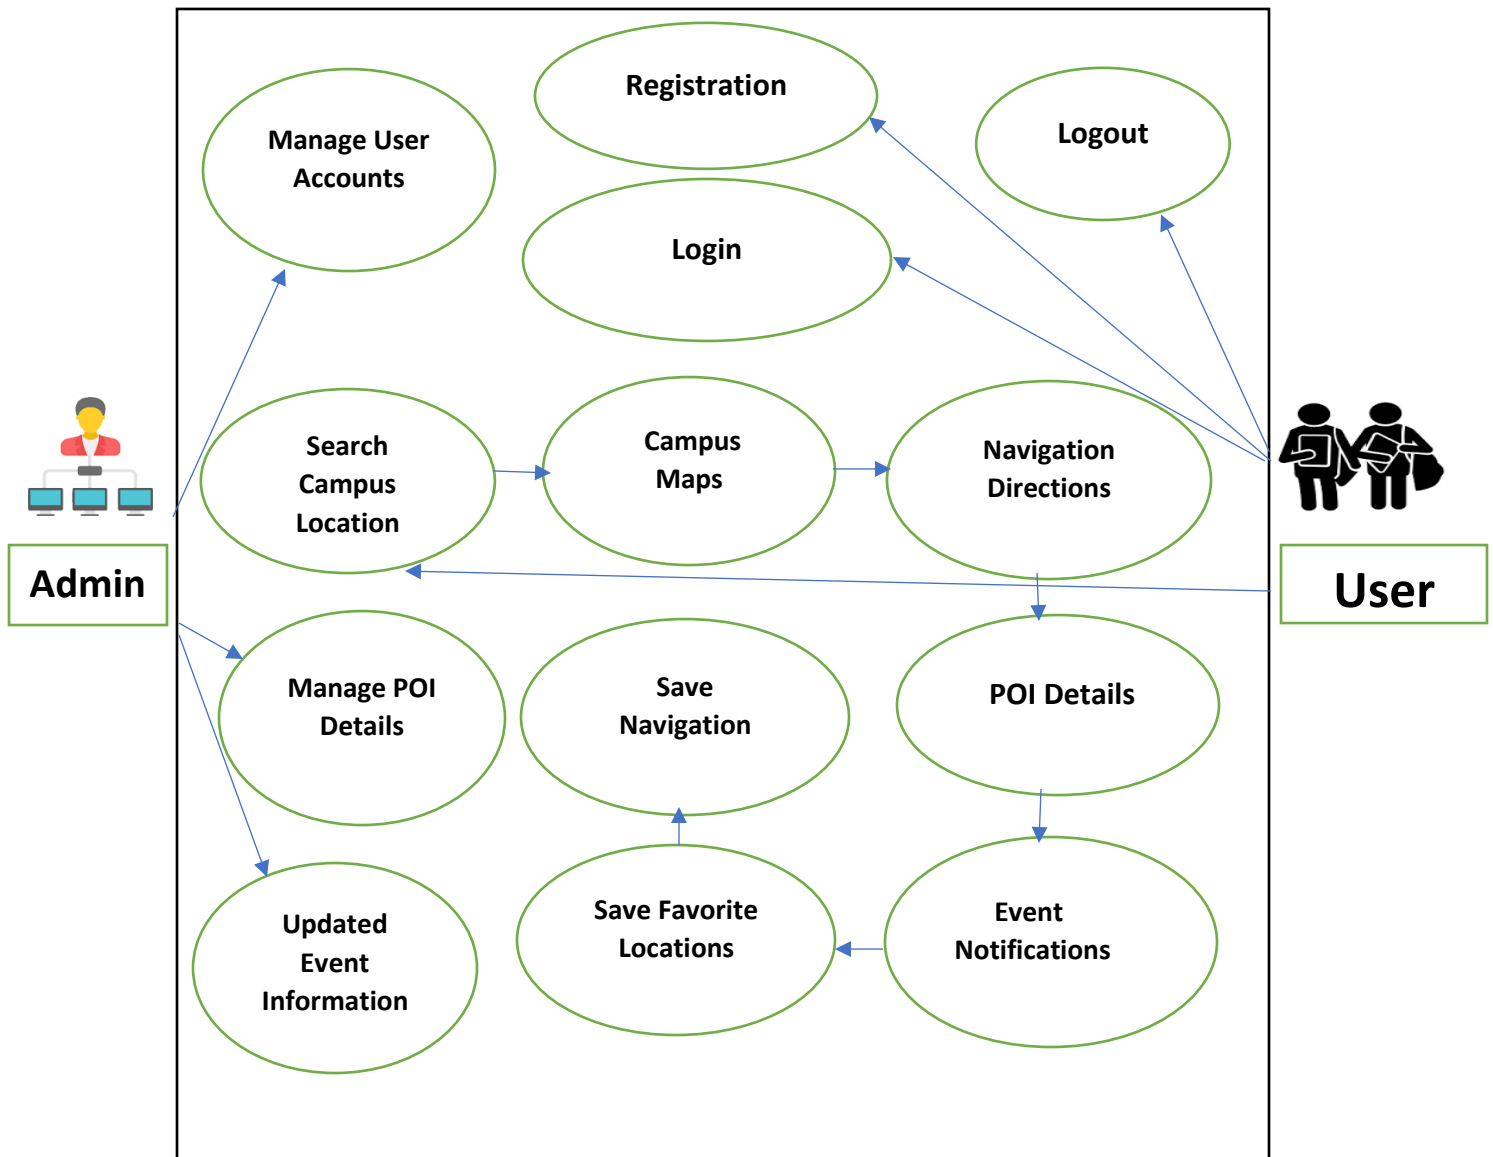 Registration
Manage User
Accounts
Logout
Login
Search
Campus
Location
Campus
Maps
Navigation
Directions
Admin
User
Manage POI
Details
Save
Navigation
POI Details
Updated
Event
Information
Save Favorite
Locations
Event
Notifications